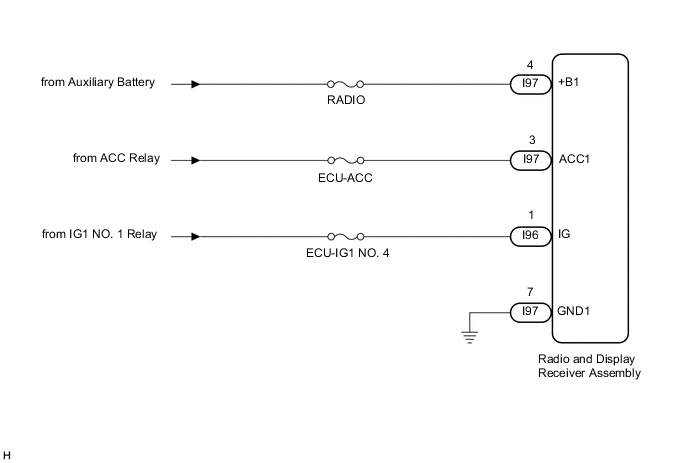 4
from Auxiliary Battery
I97
+B1
RADIO
3
from ACC Relay
I97
ACC1
ECU-ACC
1
from IG1 NO. 1 Relay
I96
IG
ECU-IG1 NO. 4
7
I97
GND1
Radio and Display
Receiver Assembly
H